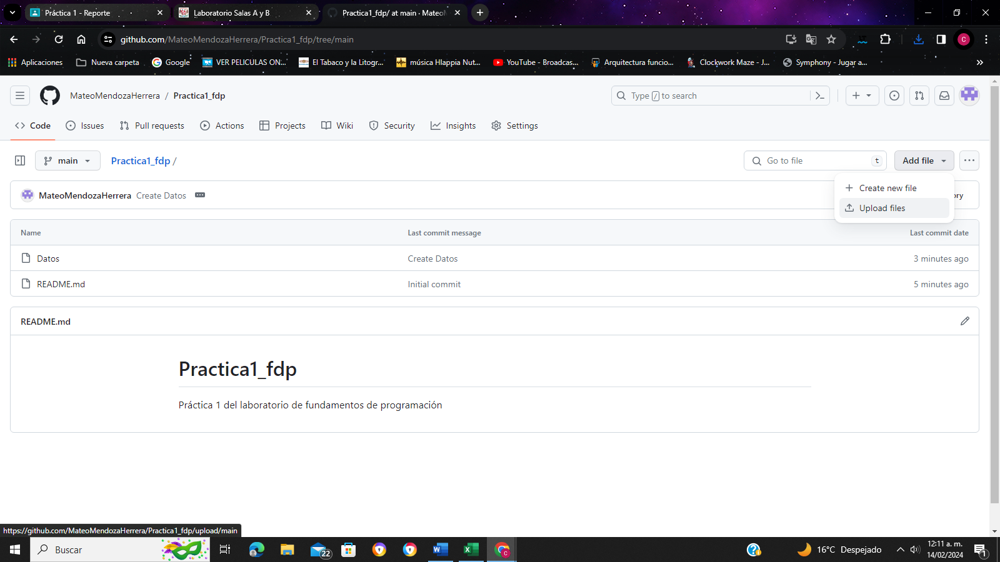 Práctica 1 - Reporte
Laboratorio Salas A y B
Practica1_fdp/ at main · Mateo
github.com/MateoMendozaHerrera/Practica1_fdp/tree/main
C
Aplicaciones
Nueva carpeta
Google
VER PELICULAS ON...
El Tabaco y la Litogr...
música Hlappia Nut...
YouTube - Broadcas...
Arquitectura funcio...
Clockwork Maze - J...
Symphony - Jugar a...
»
MateoMendozaHerrera / Practica1_fdp
Type / to search
Code
Issues
Pull requests
Actions
Projects
Wiki
Security
Insights
Settings
main
Practica1_fdp /
Go to file
t
Add file
Create new file
Upload files
MateoMendozaHerrera Create Datos
ory
Name
Last commit message
Last commit date
Datos
Create Datos
3 minutes ago
README.md
Initial commit
5 minutes ago
README.md
Practica1_fdp
Práctica 1 del laboratorio de fundamentos de programación
https://github.com/MateoMendozaHerrera/Practica1_fdp/upload/main
Buscar
22
16°C Despejado
12:11 a. m.
14/02/2024
1